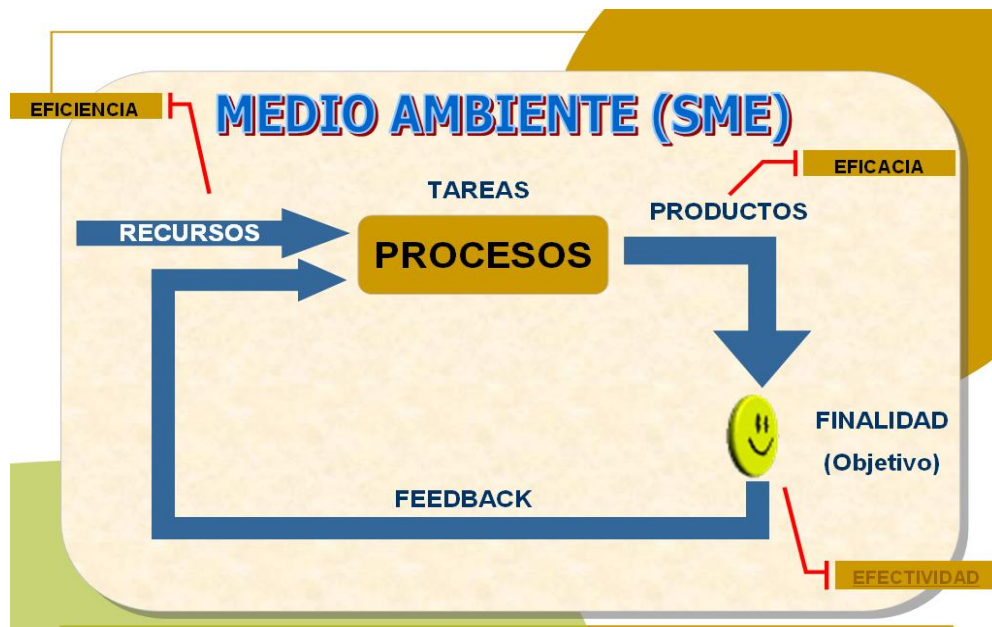 EFICIENCIA
MEDIO AMBIENTE (SME)
EFICACIA
TAREAS
PRODUCTOS
RECURSOS
PROCESOS
FINALIDAD
(Objetivo)
FEEDBACK
EFECTIVIDAD